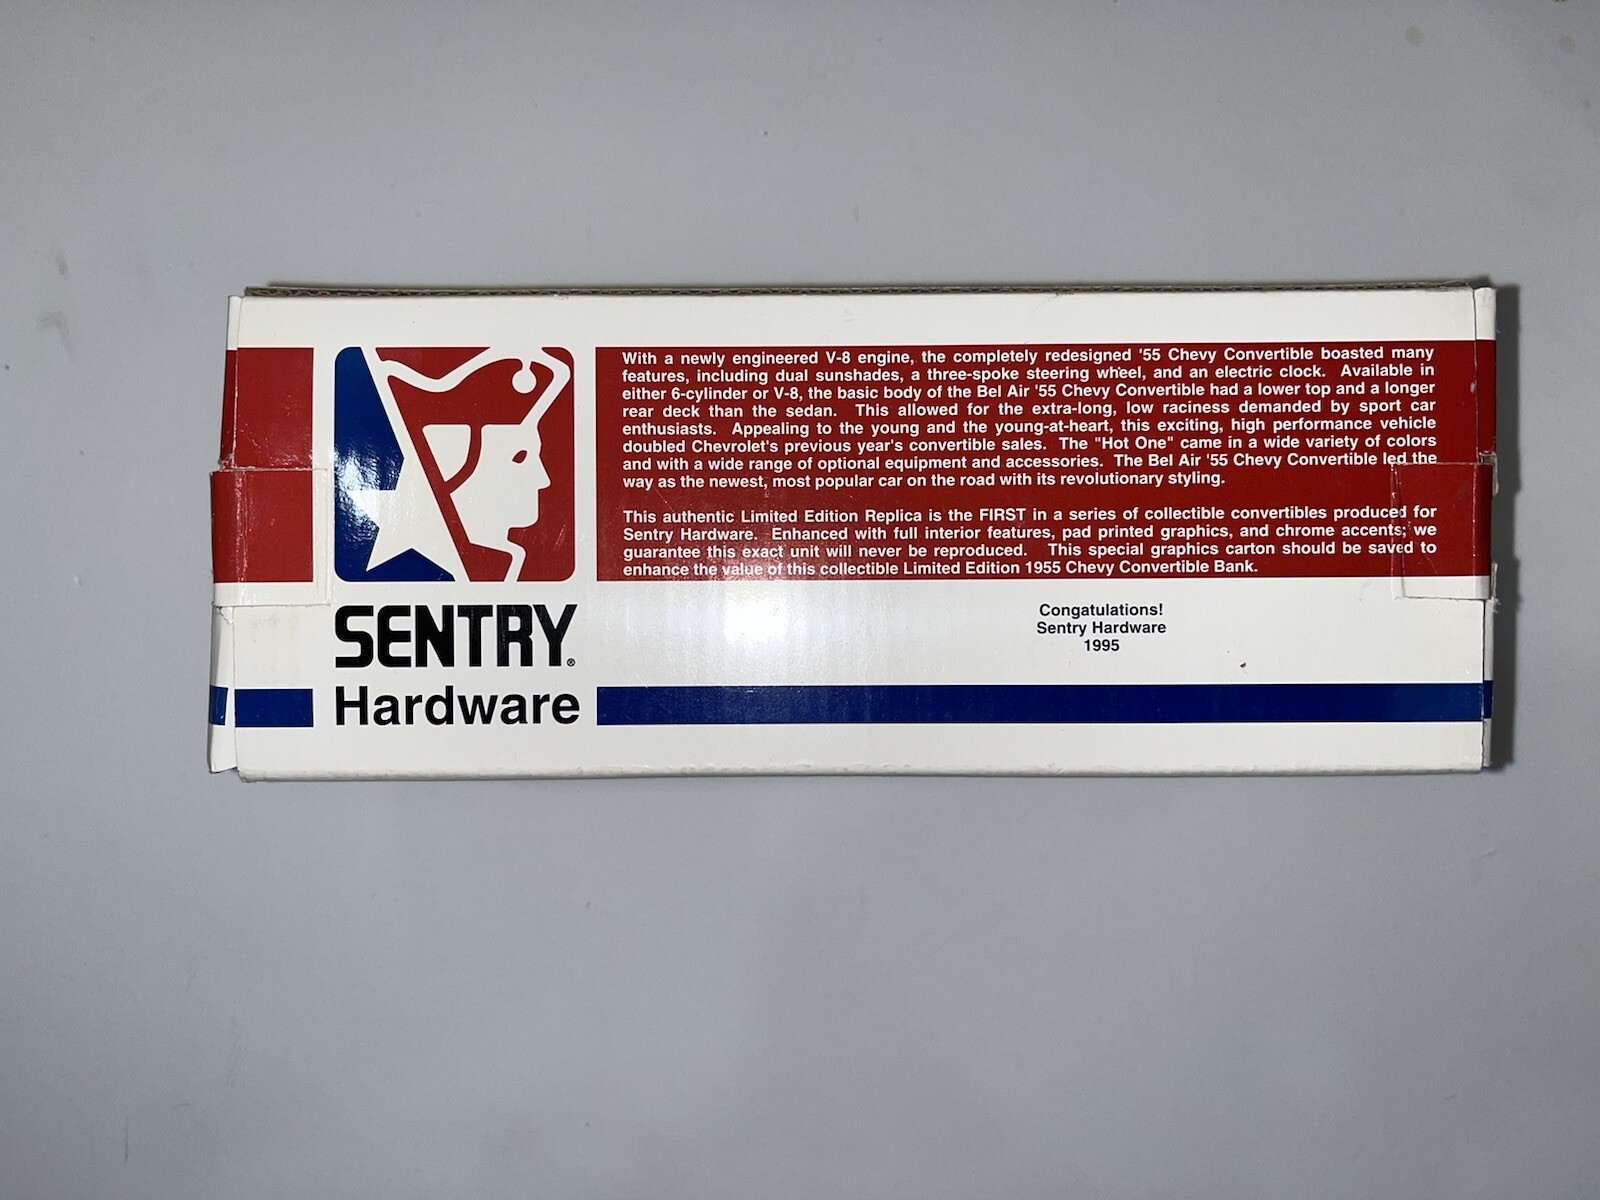 With a newly engineered V-8 engine, the completely redesigned '55 Chevy Convertible boasted many
features, including dual sunshades, a three-spoke steering wheel, and an electric clock. Available in
either 6-cylinder or V-8, the basic body of the Bel Air '55 Chevy Convertible had a lower top and a longer
rear deck than the sedan. This allowed for the extra-long, low raciness demanded by sport car
enthusiasts. Appealing to the young and the young-at-heart, this exciting, high performance vehicle
doubled Chevrolet's previous year's convertible sales. The "Hot One" came in a wide variety of colors
and with a wide range of optional equipment and accessories. The Bel Air '55 Chevy Convertible led the
way as the newest, most popular car on the road with its revolutionary styling.
This authentic Limited Edition Replica is the FIRST in a series of collectible convertibles produced for
Sentry Hardware. Enhanced with full interior features, pad printed graphics, and chrome accents; we
guarantee this exact unit will never be reproduced. This special graphics carton should be saved to
enhance the value of this collectible Limited Edition 1955 Chevy Convertible Bank.
SENTRY®
Hardware
Congatulations!
Sentry Hardware
1995